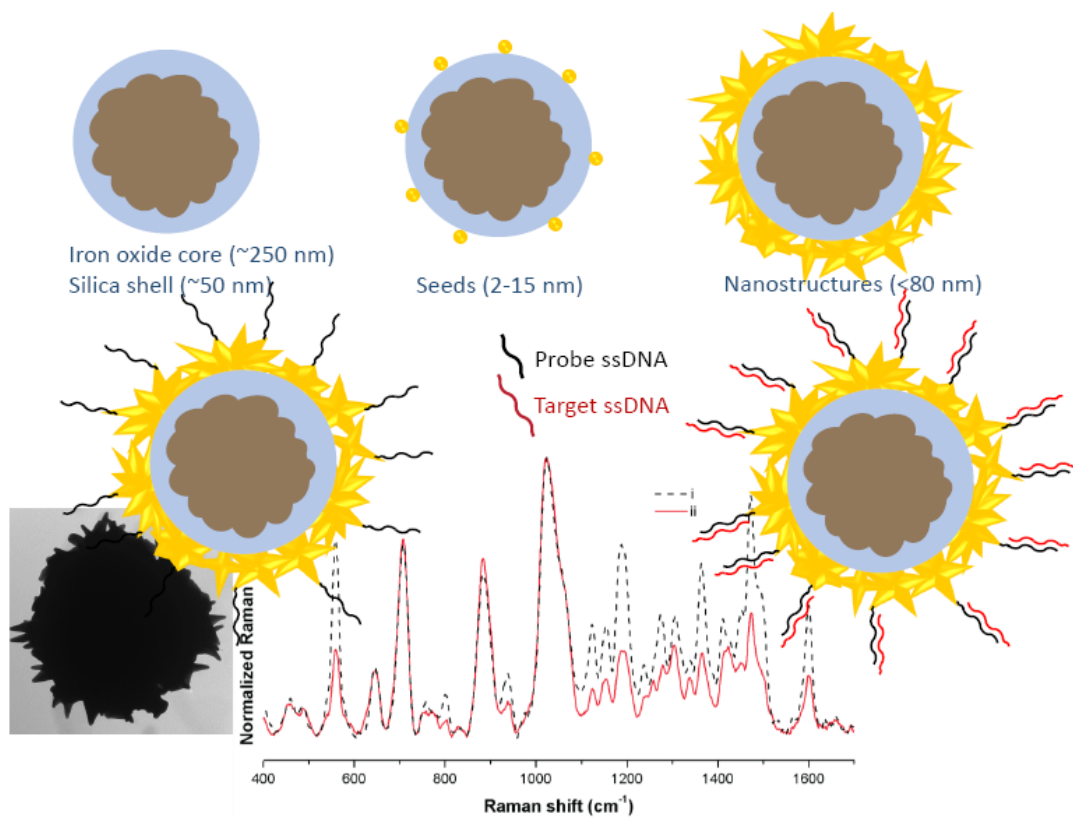 Iron oxide core (~250 nm)
Silica shell (~50 nm)
Seeds (2-15 nm)
Nanostructures (<80 nm)
Probe ssDNA
Target ssDNA
i
ii
Normalized Raman
400
600
800
1000
1200
1400
1600
Raman shift (cm⁻¹)